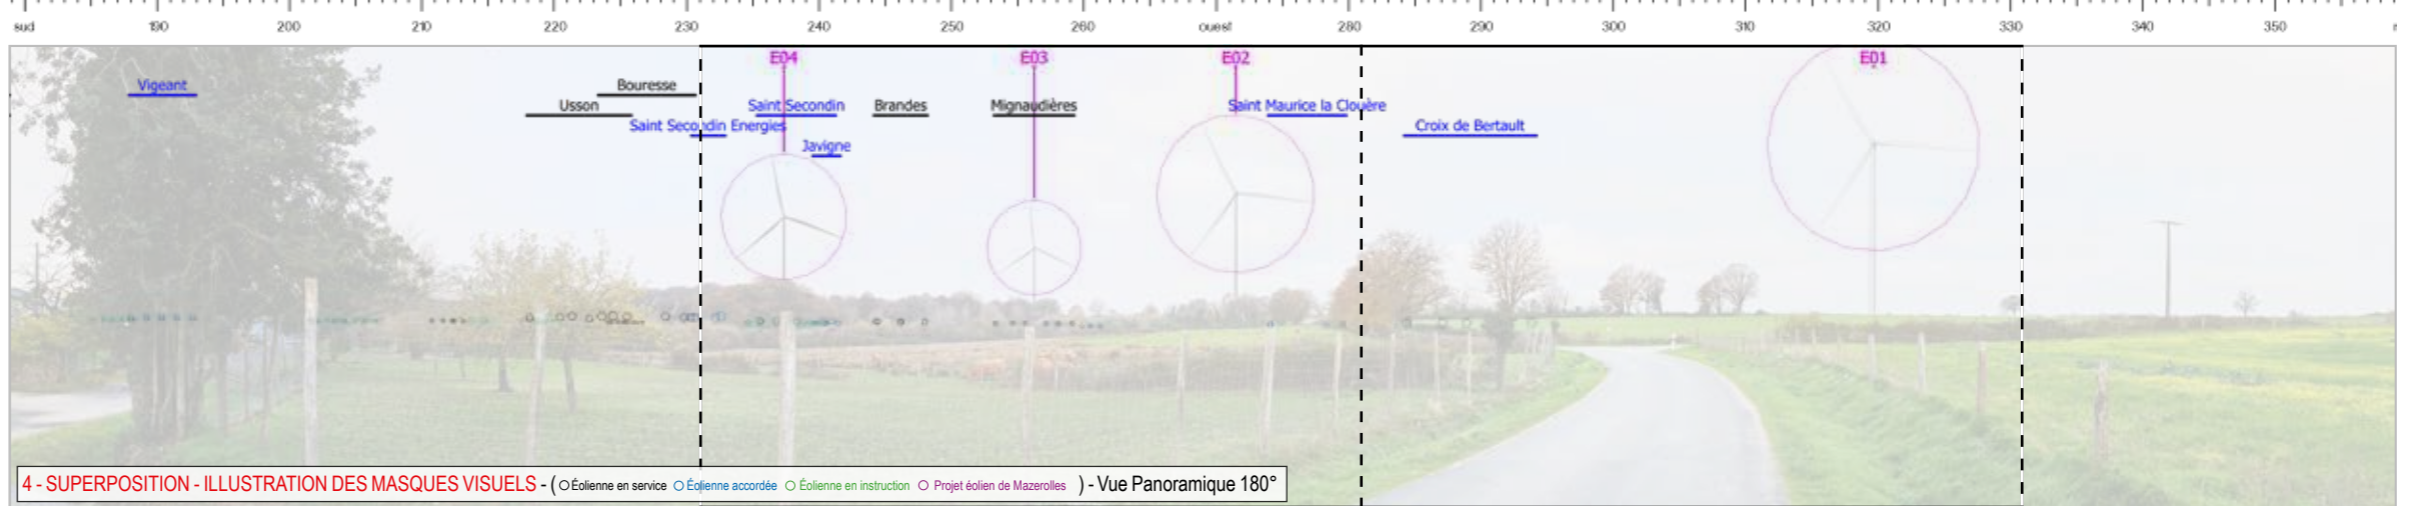 sud 190 200 210 220 230 240 250 260 ouest 280 290 300 310 320 330 340 350
E04 E03 E02 E01
Vigeant Bouresse
Usson Saint Secondin Brandes Mignaudières Saint Maurice la Clouère
Saint Secondin Energies Croix de Bertault
Javigne
4 - SUPERPOSITION - ILLUSTRATION DES MASQUES VISUELS - ( Éolienne en service Éolienne accordée Éolienne en instruction Projet éolien de Mazerolles ) - Vue Panoramique 180°